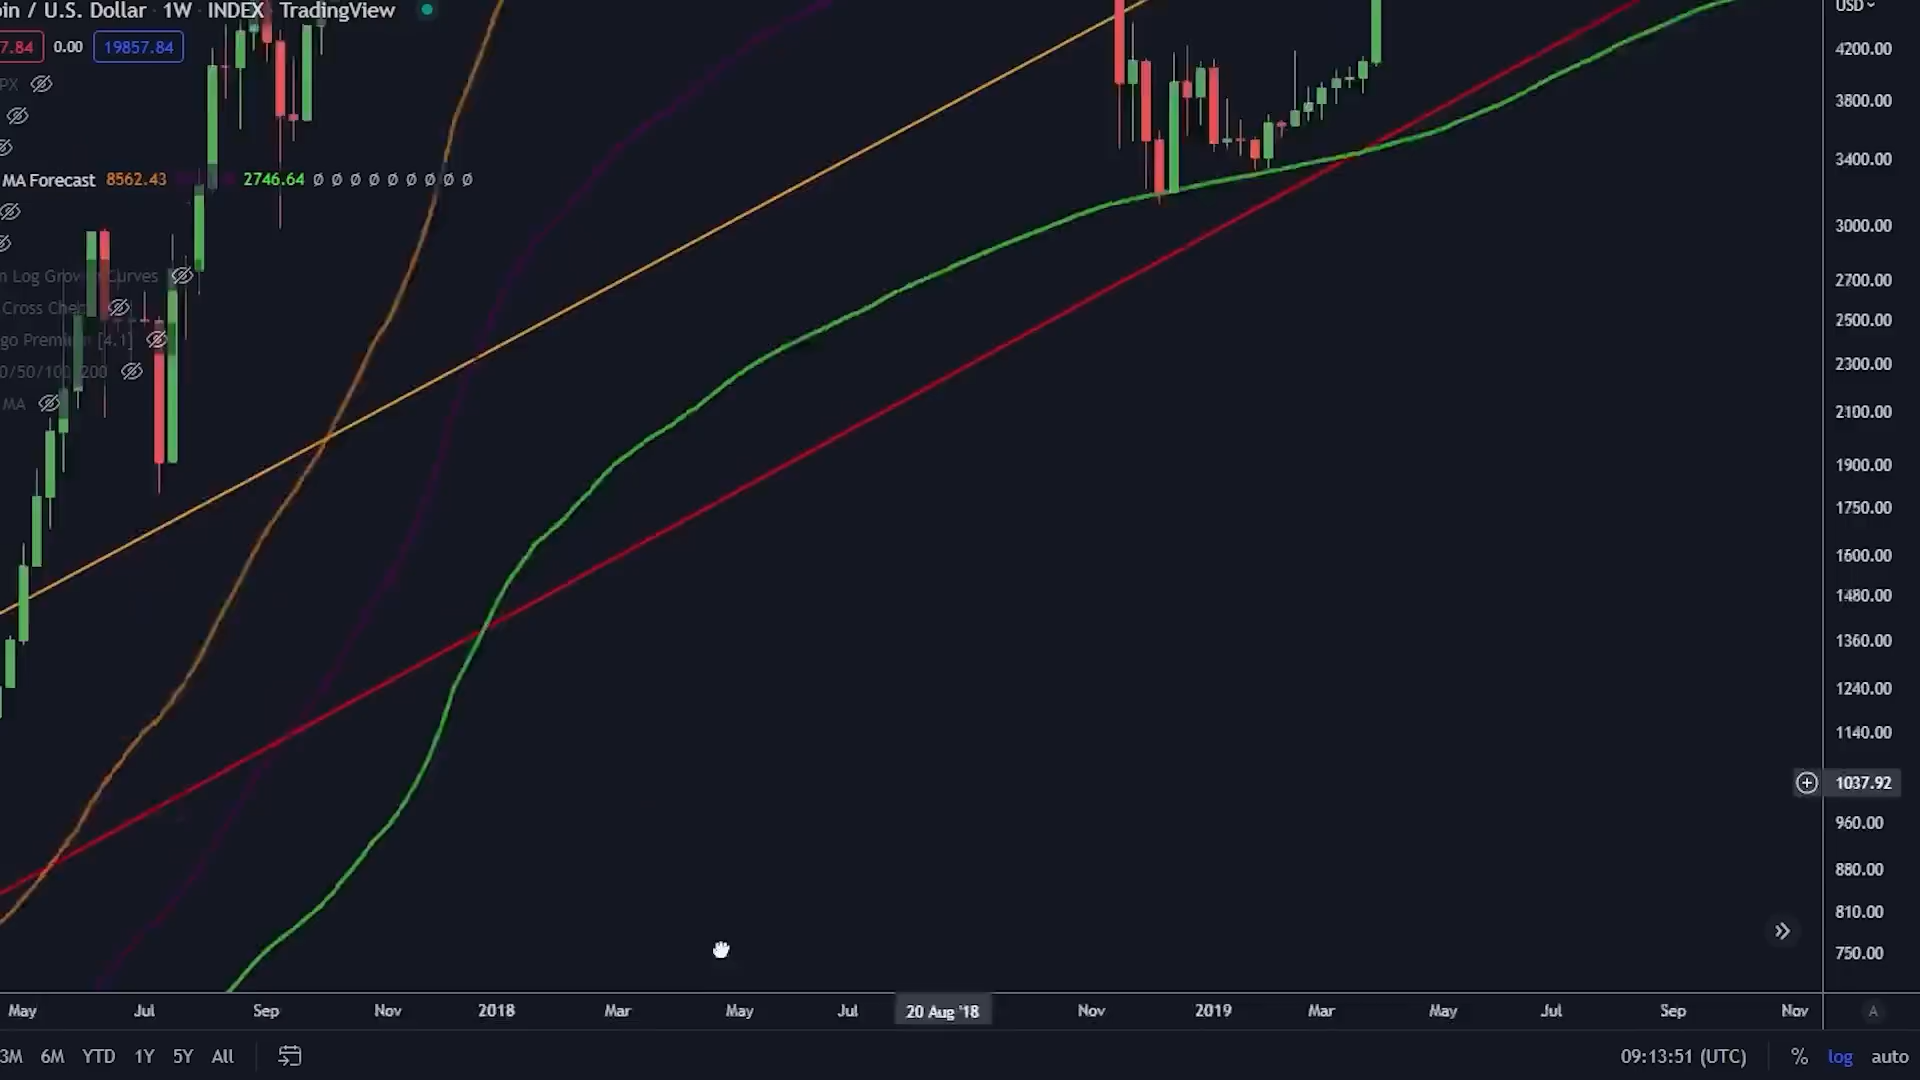 oin / U.S. Dollar 1W INDEX TradingView
7.84 0.00 19857.84
PX
MA Forecast 8562.43 2746.64 Ø Ø Ø Ø Ø Ø Ø Ø Ø
Curves
Cross
[4.1]
0/50/100/200
MA
USD
4200.00
3800.00
3400.00
3000.00
2700.00
2500.00
2300.00
2100.00
1900.00
1750.00
1600.00
1480.00
1360.00
1240.00
1140.00
1037.92
960.00
880.00
810.00
750.00
May Jul Sep Nov 2018 Mar May Jul 20 Aug '18 Nov 2019 Mar May Jul Sep Nov A
3M 6M YTD 1Y 5Y All 09:13:51 (UTC) % log auto